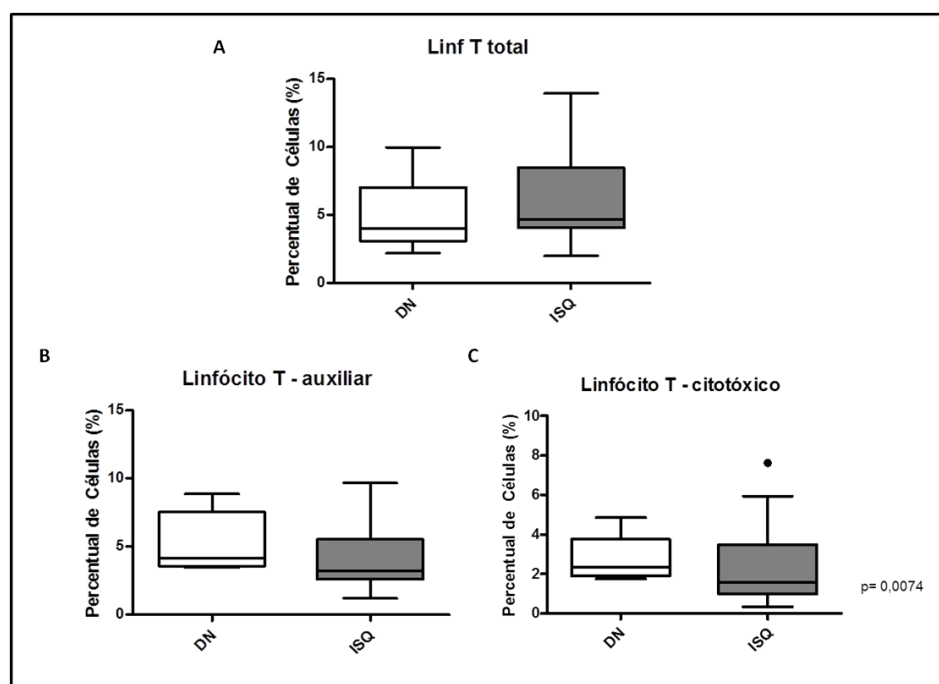 A
Linf T total
Percentual de Células (%)
15
10
5
0
DN
ISQ
B
Linfócito T - auxiliar
Percentual de Células (%)
15
10
5
0
DN
ISQ
C
Linfócito T - citotóxico
Percentual de Células (%)
10
8
6
4
2
0
DN
ISQ
p= 0,0074